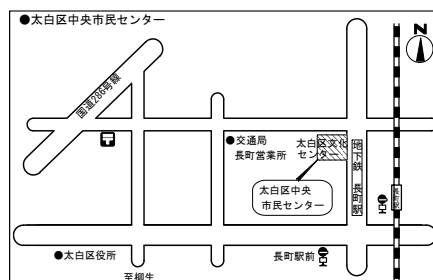 ●太白区中央市民センター
N
国道286号線
●交通局
長町営業所
太白区文化
センター
地下鉄 長町駅
太白区中央
市民センター
長町駅
●太白区役所
長町駅前
至柳生